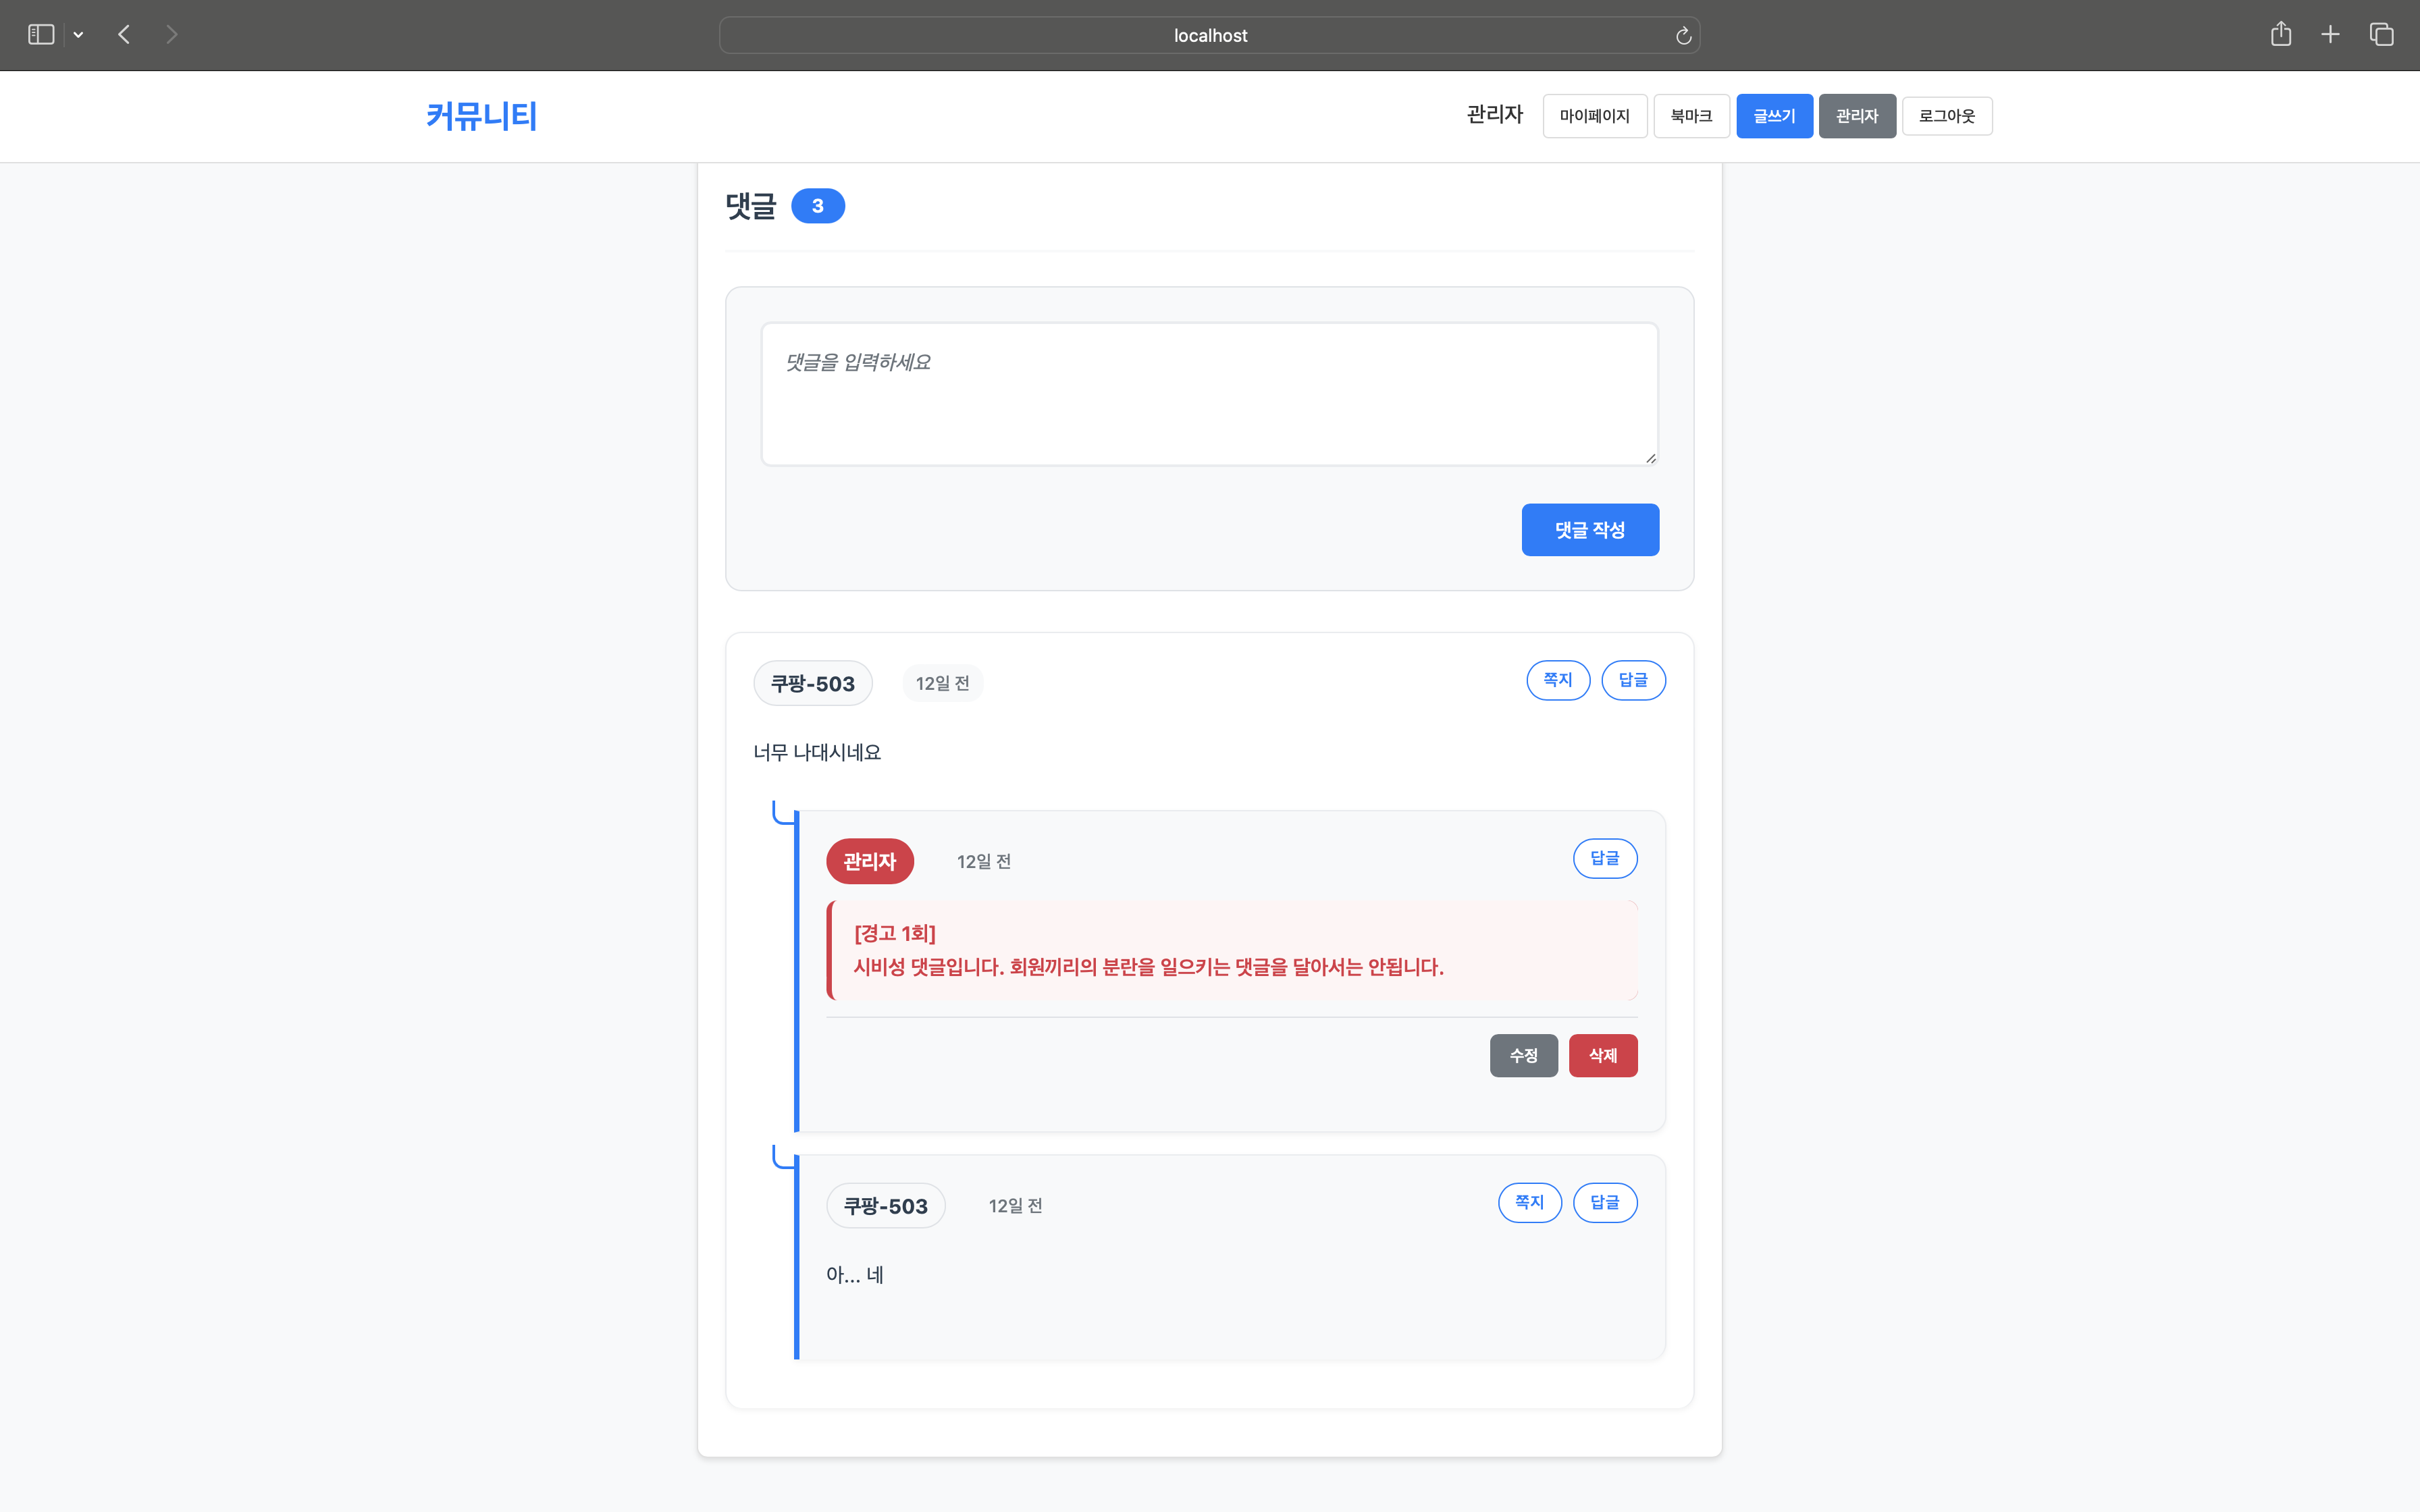 localhost
커뮤니티
관리자 마이페이지 북마크 글쓰기 관리자 로그아웃
댓글 3
댓글을 입력하세요
댓글 작성
쿠팡-503 12일 전 쪽지 답글
너무 나대시네요
관리자 12일 전 답글
[경고 1회]
시비성 댓글입니다. 회원끼리의 분란을 일으키는 댓글을 달아서는 안됩니다.
수정 삭제
쿠팡-503 12일 전 쪽지 답글
아... 네